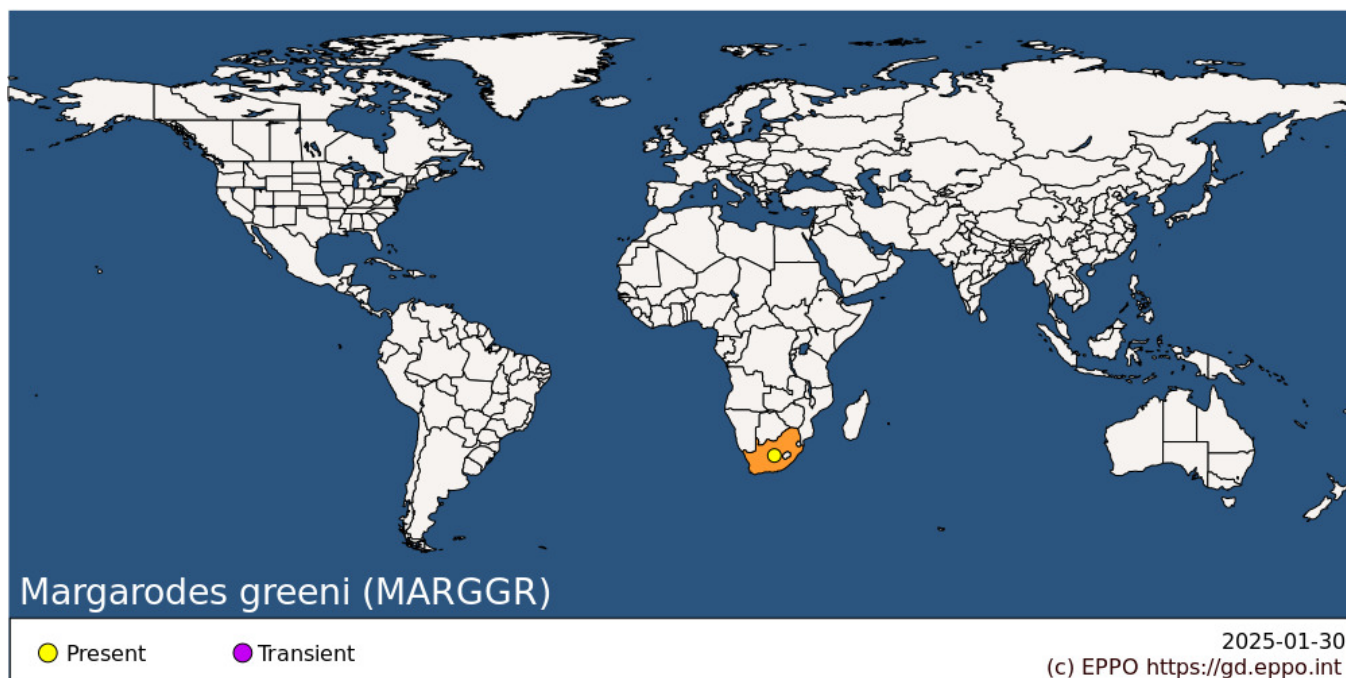 Margarodes greeni (MARGGR)
Present
Transient
2025-01-30
(c) EPPO https://gd.eppo.int